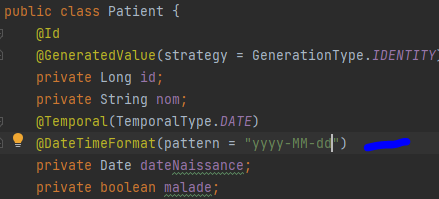 public class Patient {
@Id
@GeneratedValue(strategy = GenerationType.IDENTITY)
private Long id;
private String nom;
@Temporal(TemporalType.DATE)
@DateTimeFormat(pattern = "yyyy-MM-dd")
private Date dateNaissance;
private boolean malade;